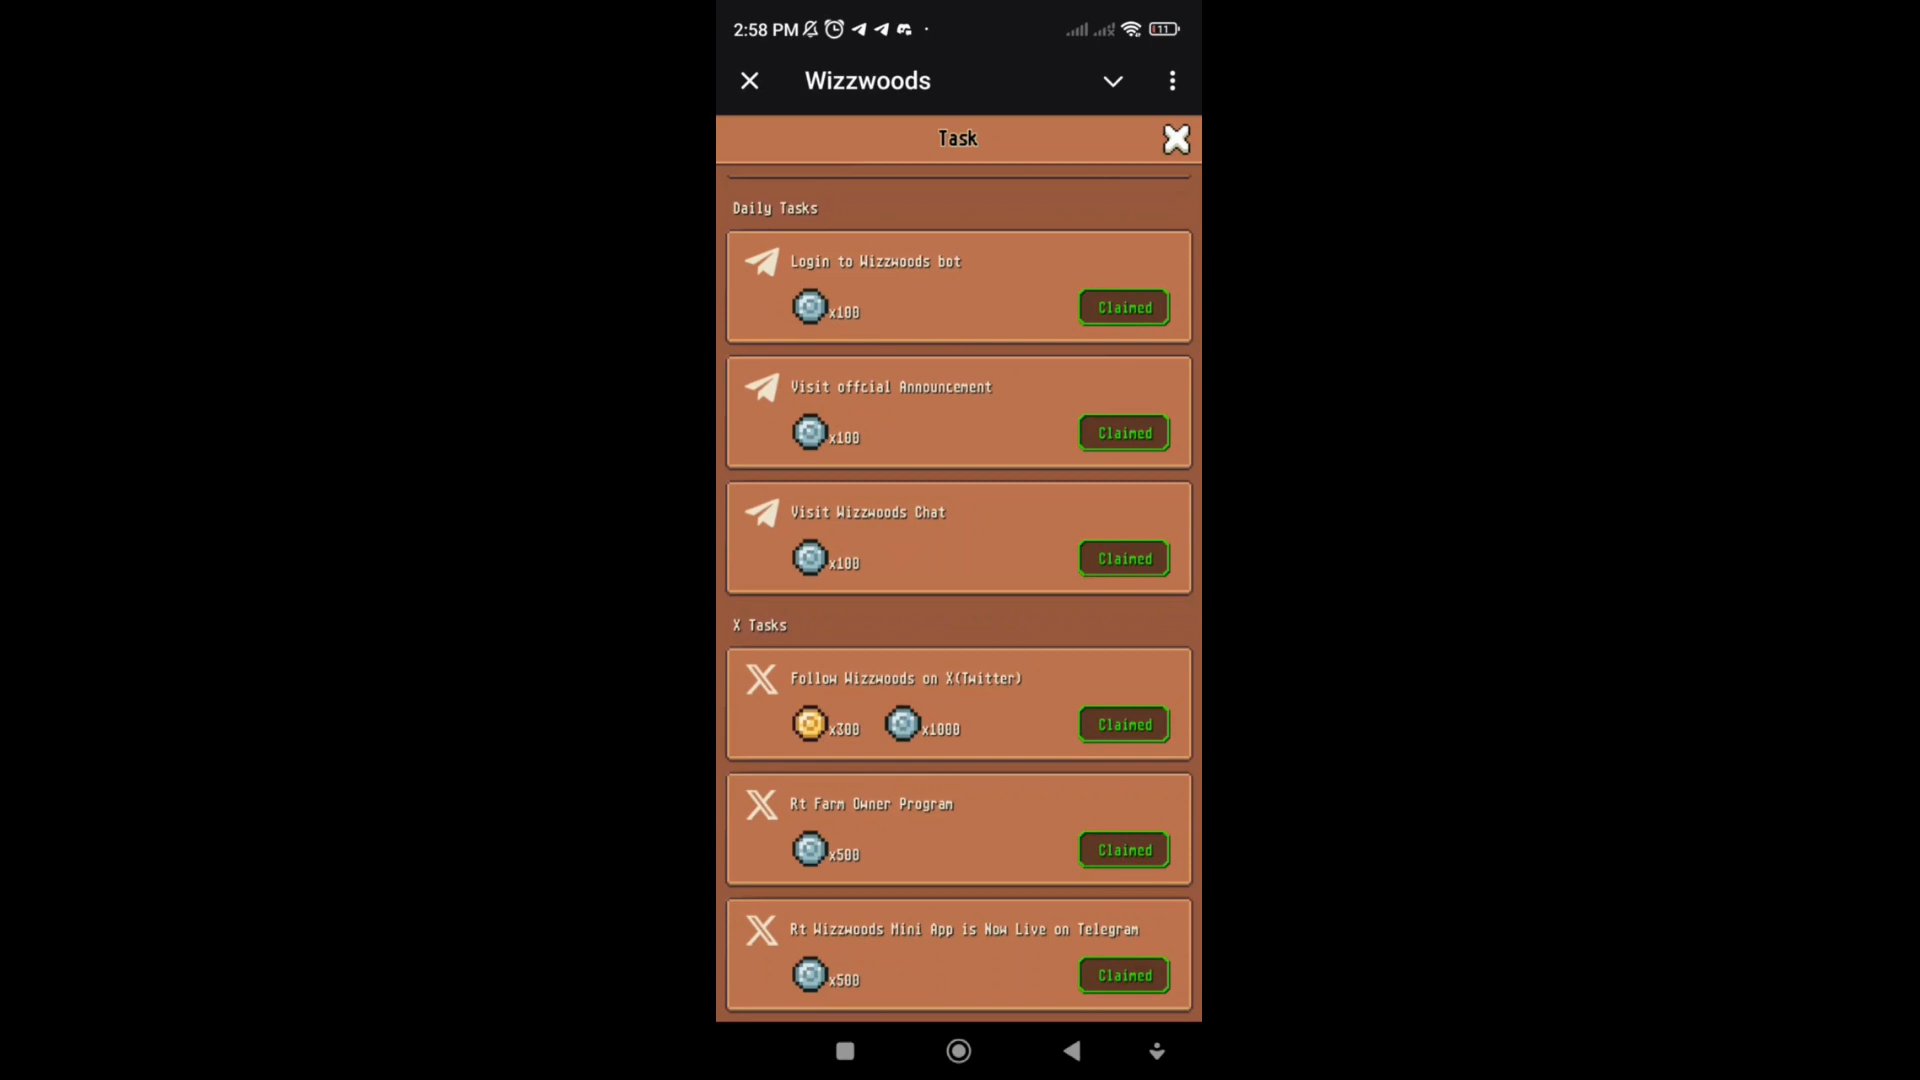 2:58 PM
11
Wizzwoods
Task
Daily Tasks
Login to Wizzwoods bot
x100
Claimed
Visit offcial Announcement
x100
Claimed
Visit Wizzwoods Chat
x100
Claimed
X Tasks
Follow Wizzwoods on X(Twitter)
x300 x1000
Claimed
Rt Farm Owner Program
x500
Claimed
Rt Wizzwoods Mini App is Now Live on Telegram
x500
Claimed